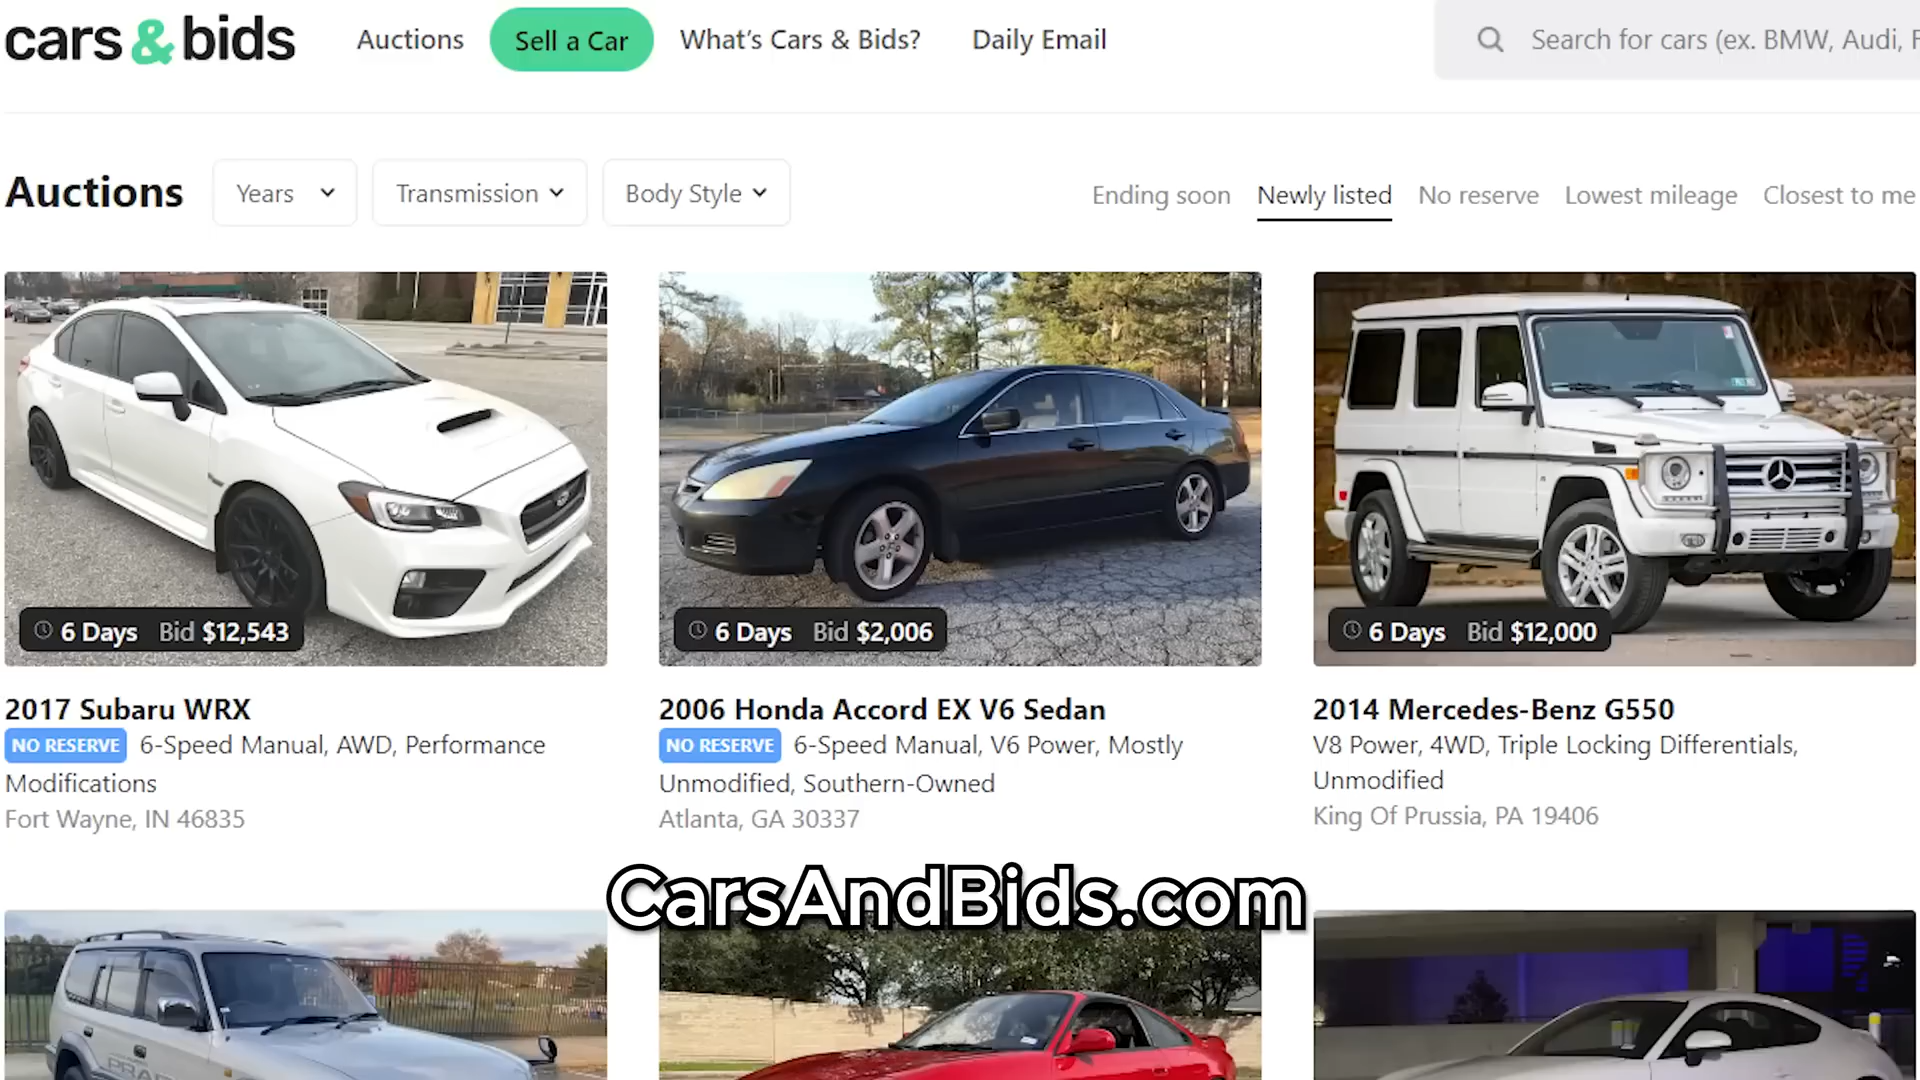 cars & bids
Auctions
Sell a Car
What's Cars & Bids?
Daily Email
Search for cars (ex. BMW, Audi, F
Auctions
Years
Transmission
Body Style
Ending soon
Newly listed
No reserve
Lowest mileage
Closest to me
6 Days Bid $12,543
6 Days Bid $2,006
6 Days Bid $12,000
2017 Subaru WRX
NO RESERVE 6-Speed Manual, AWD, Performance
Modifications
Fort Wayne, IN 46835
2006 Honda Accord EX V6 Sedan
NO RESERVE 6-Speed Manual, V6 Power, Mostly
Unmodified, Southern-Owned
Atlanta, GA 30337
2014 Mercedes-Benz G550
V8 Power, 4WD, Triple Locking Differentials,
Unmodified
King Of Prussia, PA 19406
CarsAndBids.com